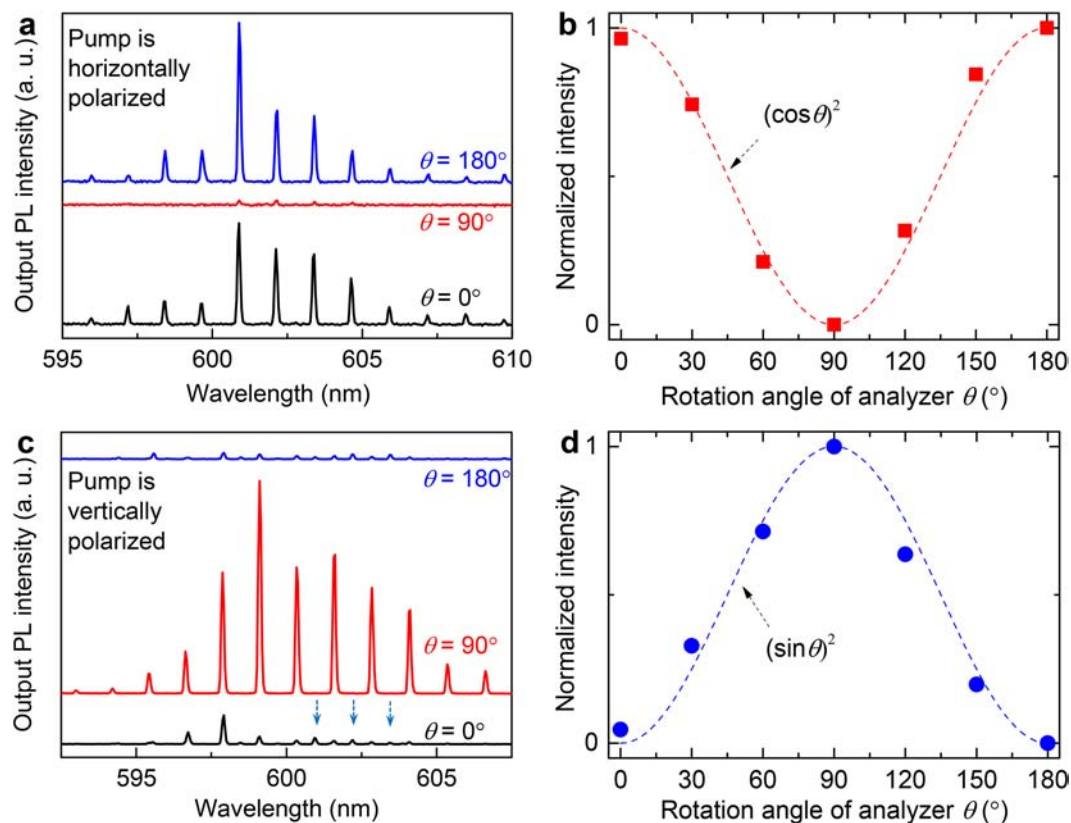 a
Output PL intensity (a. u.)
Pump is
horizontally
polarized
θ = 180°
θ = 90°
θ = 0°
595 600 605 610
Wavelength (nm)
b
Normalized intensity
1
0
(cosθ)²
0 30 60 90 120 150 180
Rotation angle of analyzer θ (°)
c
Output PL intensity (a. u.)
θ = 180°
Pump is
vertically
polarized
θ = 90°
θ = 0°
595 600 605
Wavelength (nm)
d
Normalized intensity
1
0
(sinθ)²
0 30 60 90 120 150 180
Rotation angle of analyzer θ (°)